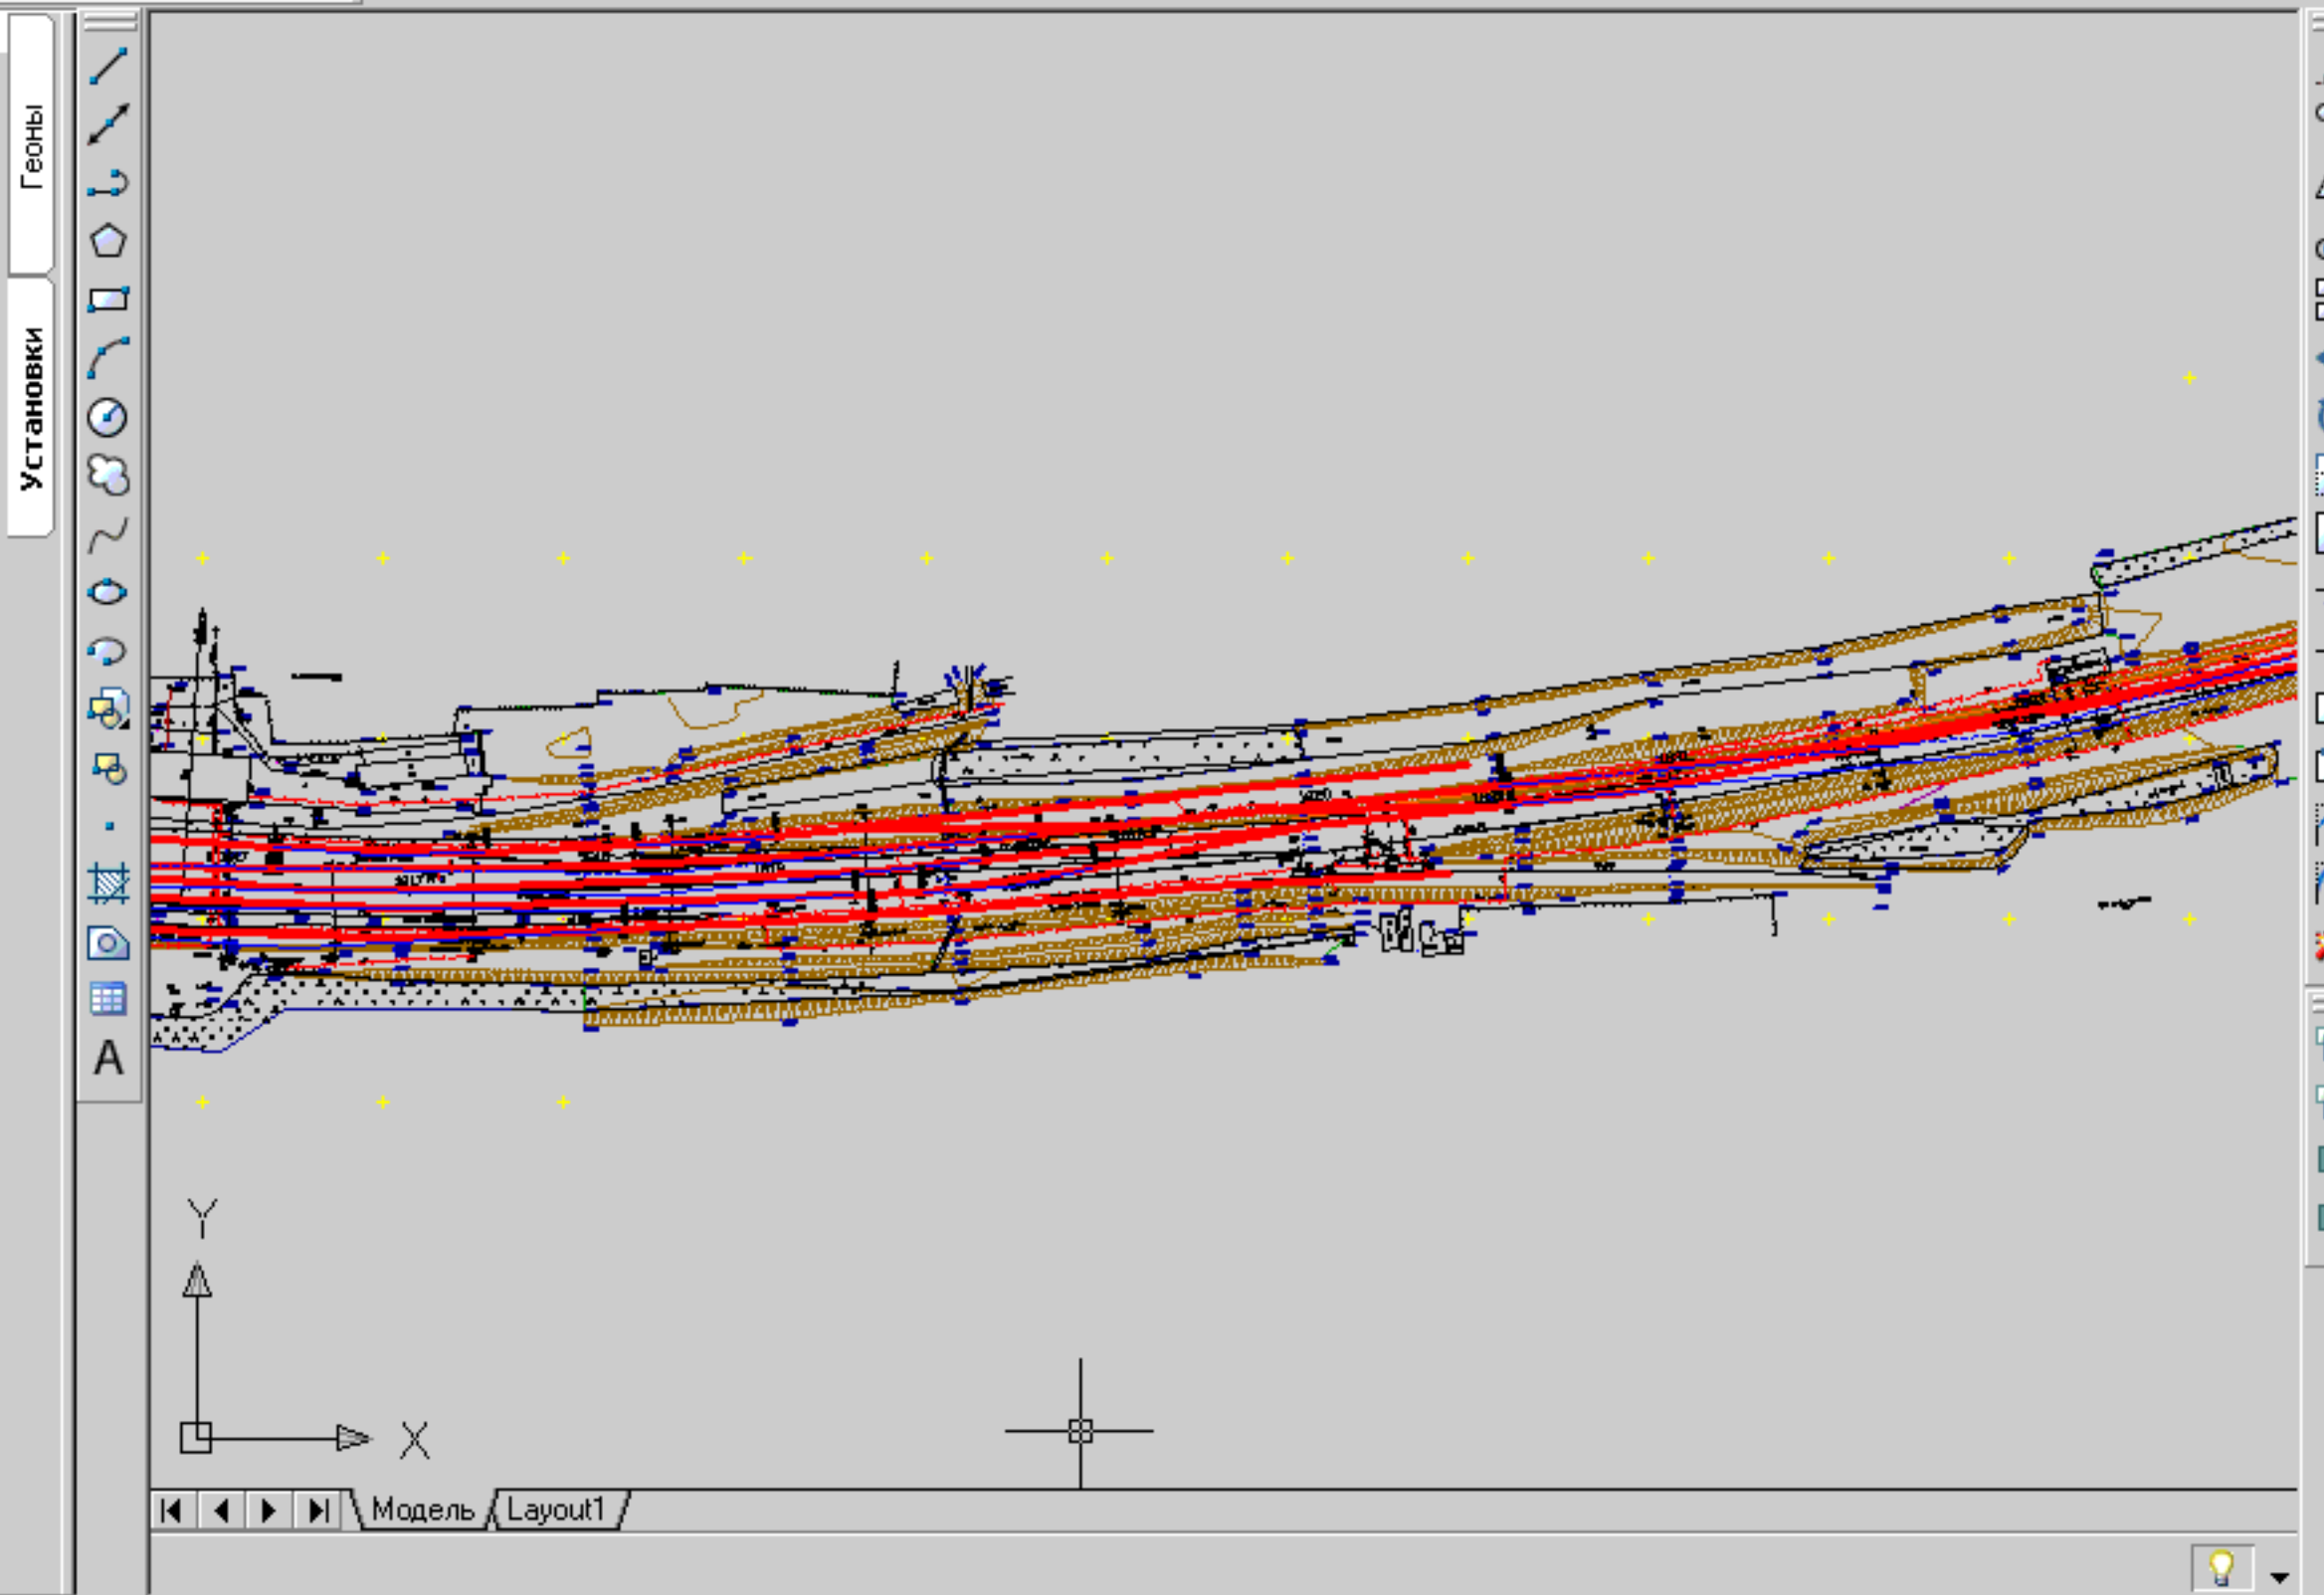 Геоны
Установки
A
Y
X
Модель
Layout1